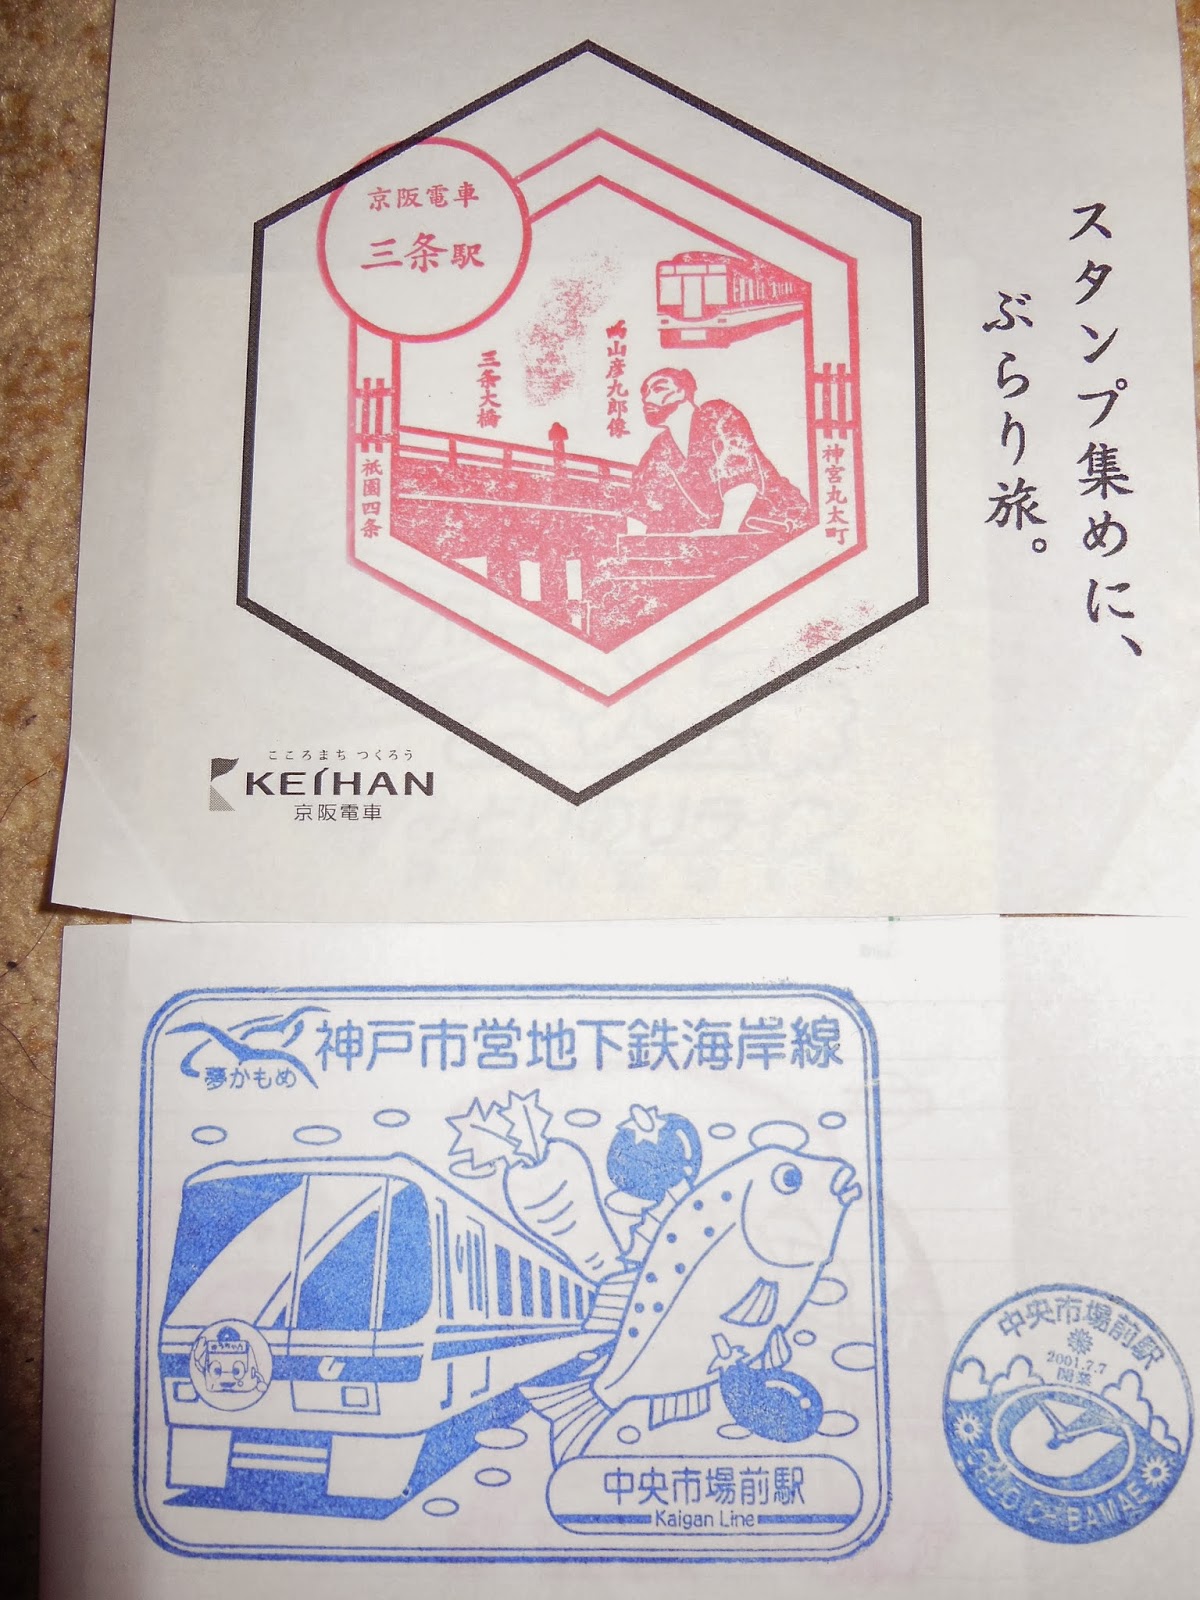 スタンプ集めに、
ぶらり旅。
京阪電車
三条駅
三条大橋
山彦九郎像
祇園四条
神宮丸太町
こころまち つくろう
KEIHAN
京阪電車
神戸市営地下鉄海岸線
夢かもめ
中央市場前駅
Kaigan Line
中央市場前駅
2001.7.7
開業